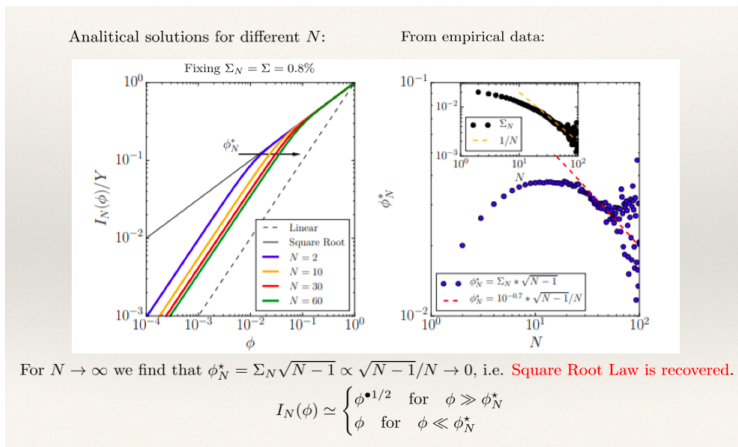 Analitical solutions for different N:
From empirical data:
Fixing Σ_N = Σ = 0.8%
10^0
10^{-1}
10^{-2}
10^{-3}
I_N(ϕ)/Y
ϕ*_N
Linear
Square Root
N = 2
N = 10
N = 30
N = 60
10^{-4} 10^{-3} 10^{-2} 10^{-1} 10^0
ϕ
10^{-1}
10^{-2}
ϕ*_N
10^{-2}
10^{-3}
Σ_N
1/N
10^0 10^1 10^2
N
ϕ*_N = Σ_N * √N−1
ϕ*_N = 10^{-0.7} * √N−1/N
10^0 10^1 10^2
N
For N → ∞ we find that ϕ*_N = Σ_N√N − 1 ∝ √N − 1/N → 0, i.e. Square Root Law is recovered.
I_N(ϕ) ≃ { ϕ^{•1/2} for ϕ ≫ ϕ*_N
ϕ for ϕ ≪ ϕ*_N